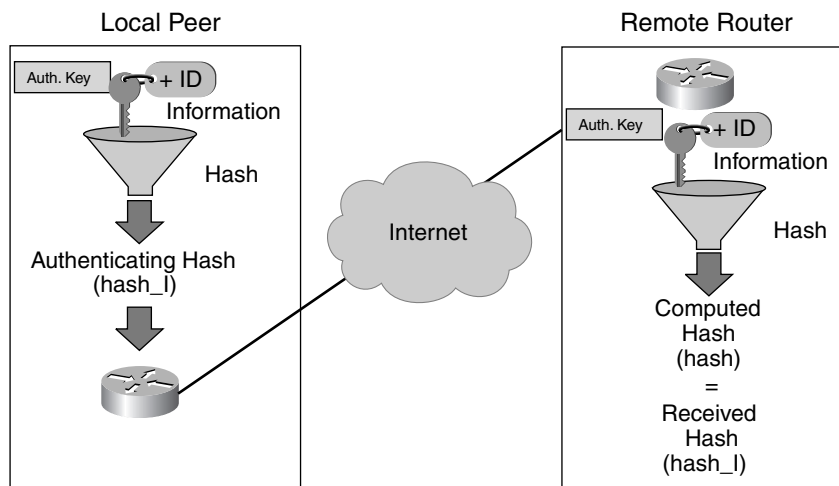 Local Peer
Auth. Key
+ ID
Information
Hash
Authenticating Hash
(hash_I)
Internet
Remote Router
Auth. Key
+ ID
Information
Hash
Computed
Hash
(hash)
=
Received
Hash
(hash_I)